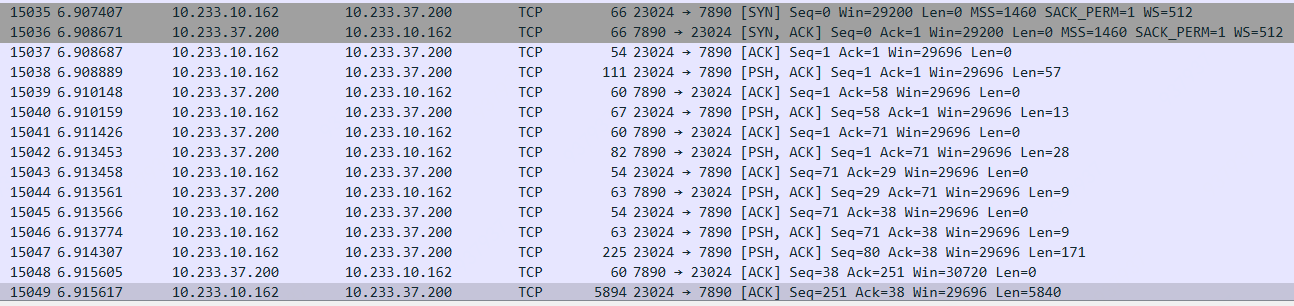 15035 6.907407 10.233.10.162 10.233.37.200 TCP 66 23024 → 7890 [SYN] Seq=0 Win=29200 Len=0 MSS=1460 SACK_PERM=1 WS=512
15036 6.908671 10.233.37.200 10.233.10.162 TCP 66 7890 → 23024 [SYN, ACK] Seq=0 Ack=1 Win=29200 Len=0 MSS=1460 SACK_PERM=1 WS=512
15037 6.908687 10.233.10.162 10.233.37.200 TCP 54 23024 → 7890 [ACK] Seq=1 Ack=1 Win=29696 Len=0
15038 6.908889 10.233.10.162 10.233.37.200 TCP 111 23024 → 7890 [PSH, ACK] Seq=1 Ack=1 Win=29696 Len=57
15039 6.910148 10.233.37.200 10.233.10.162 TCP 60 7890 → 23024 [ACK] Seq=1 Ack=58 Win=29696 Len=0
15040 6.910159 10.233.10.162 10.233.37.200 TCP 67 23024 → 7890 [PSH, ACK] Seq=58 Ack=1 Win=29696 Len=13
15041 6.911426 10.233.37.200 10.233.10.162 TCP 60 7890 → 23024 [ACK] Seq=1 Ack=71 Win=29696 Len=0
15042 6.913453 10.233.37.200 10.233.10.162 TCP 82 7890 → 23024 [PSH, ACK] Seq=1 Ack=71 Win=29696 Len=28
15043 6.913458 10.233.10.162 10.233.37.200 TCP 54 23024 → 7890 [ACK] Seq=71 Ack=29 Win=29696 Len=0
15044 6.913561 10.233.37.200 10.233.10.162 TCP 63 7890 → 23024 [PSH, ACK] Seq=29 Ack=71 Win=29696 Len=9
15045 6.913566 10.233.10.162 10.233.37.200 TCP 54 23024 → 7890 [ACK] Seq=71 Ack=38 Win=29696 Len=0
15046 6.913774 10.233.10.162 10.233.37.200 TCP 63 23024 → 7890 [PSH, ACK] Seq=71 Ack=38 Win=29696 Len=9
15047 6.914307 10.233.10.162 10.233.37.200 TCP 225 23024 → 7890 [PSH, ACK] Seq=80 Ack=38 Win=29696 Len=171
15048 6.915605 10.233.37.200 10.233.10.162 TCP 60 7890 → 23024 [ACK] Seq=38 Ack=251 Win=30720 Len=0
15049 6.915617 10.233.10.162 10.233.37.200 TCP 5894 23024 → 7890 [ACK] Seq=251 Ack=38 Win=29696 Len=5840